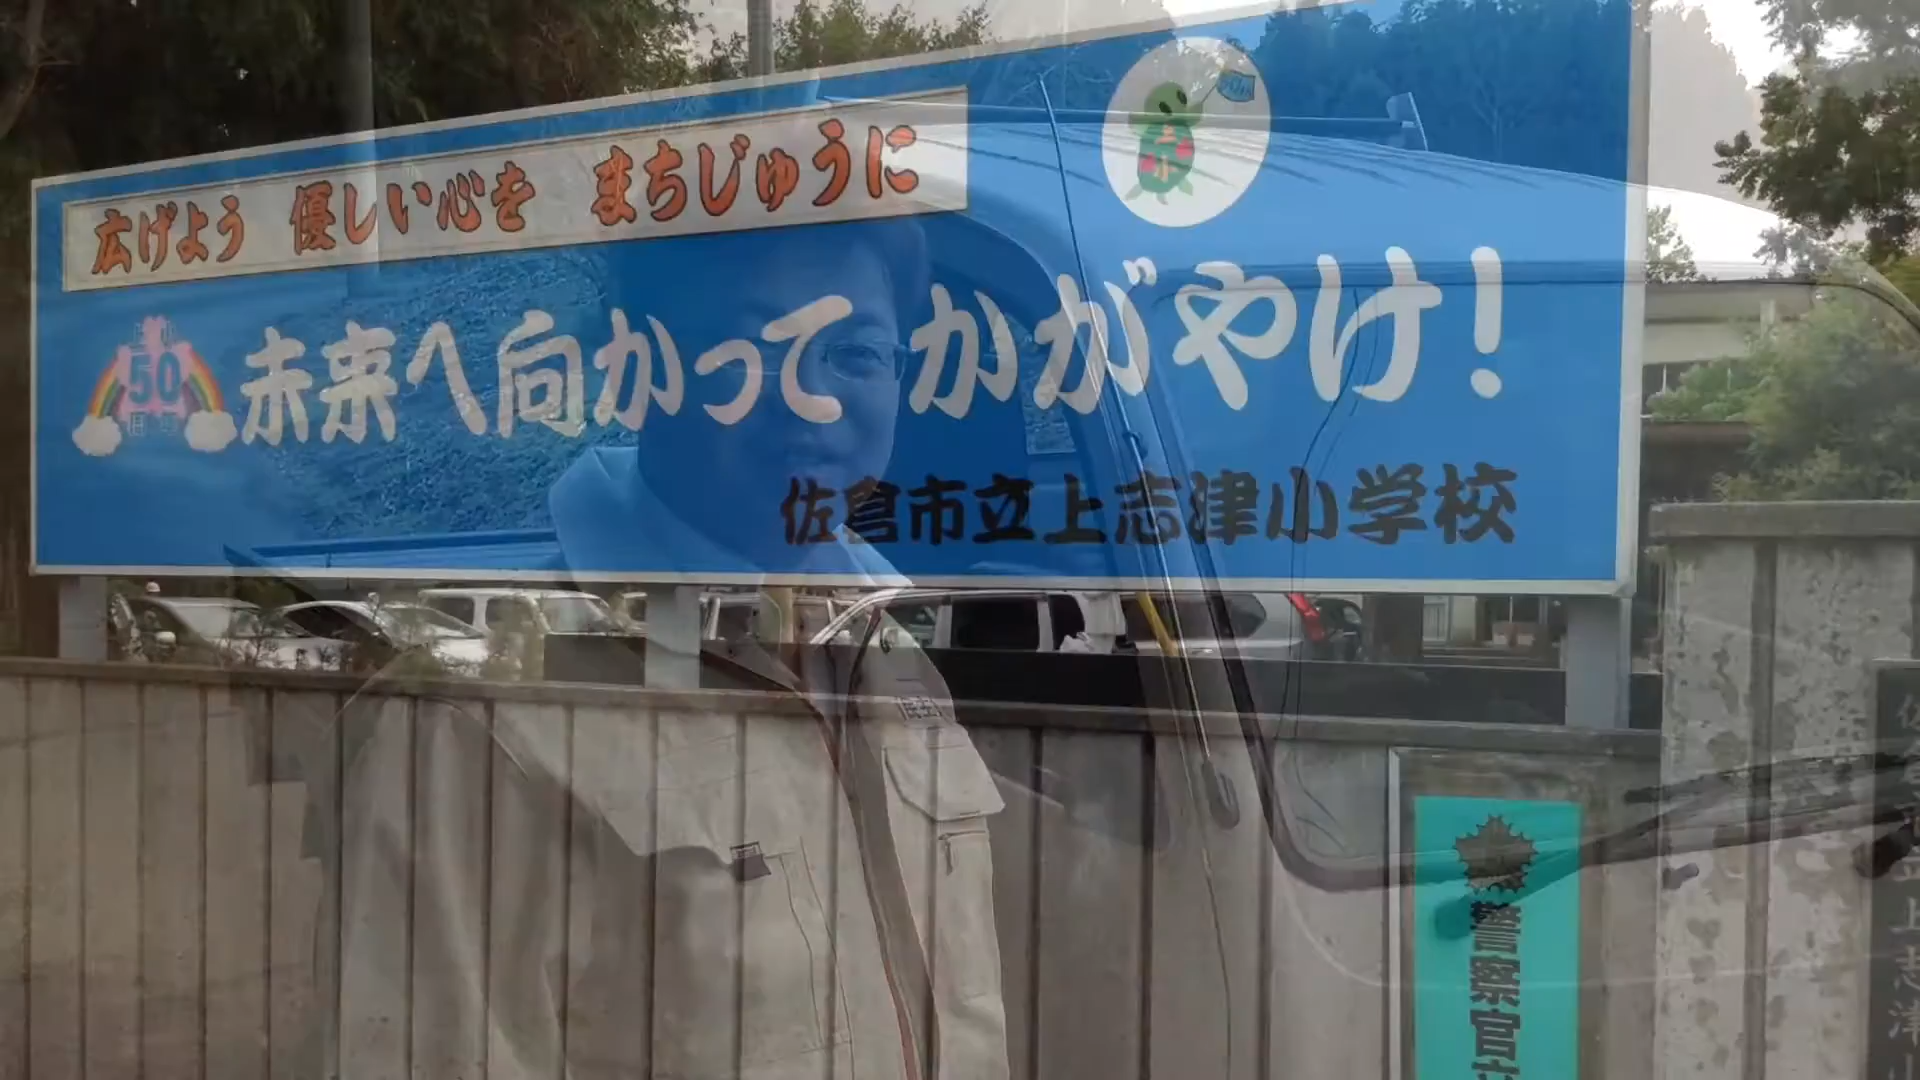 広げよう 優しい心を まちじゅうに
50
周年
未来へ向かって かがやけ!
佐倉市立上志津小学校
警察官立